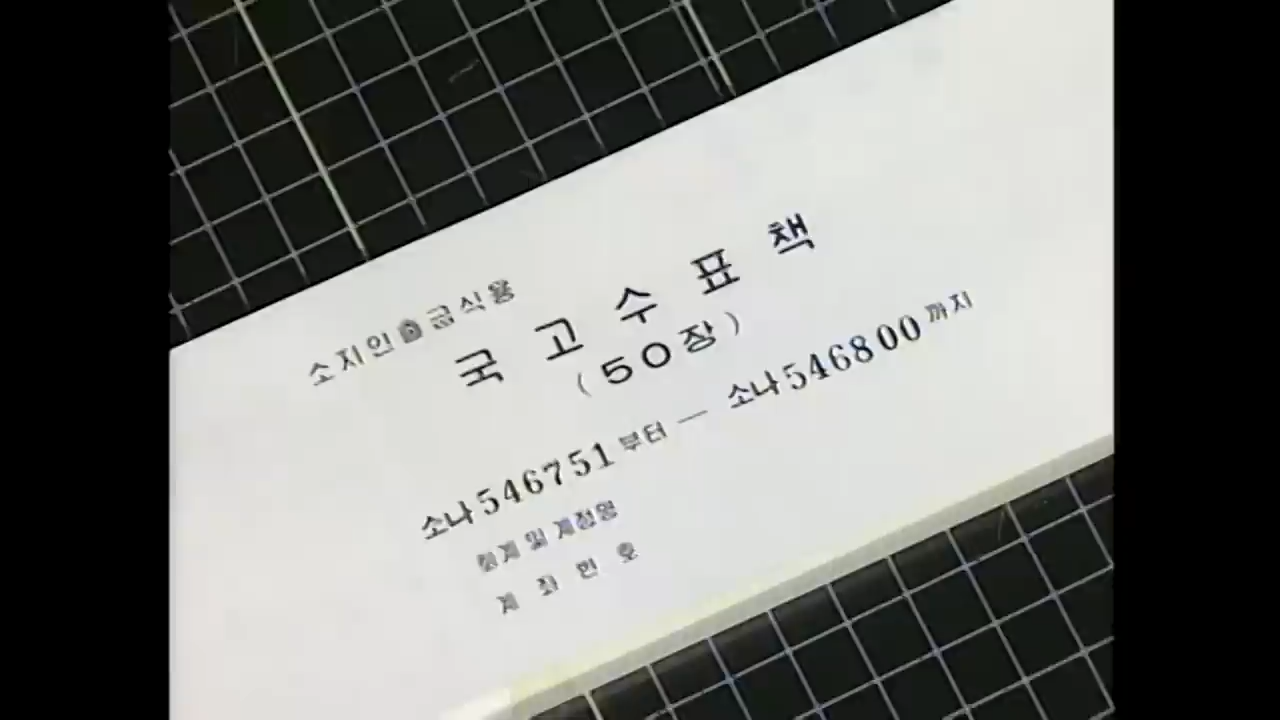 소지인출급식용
국고수표책
(50장)
소나546751부터 — 소나546800까지
회계 및 계정명
계좌번호